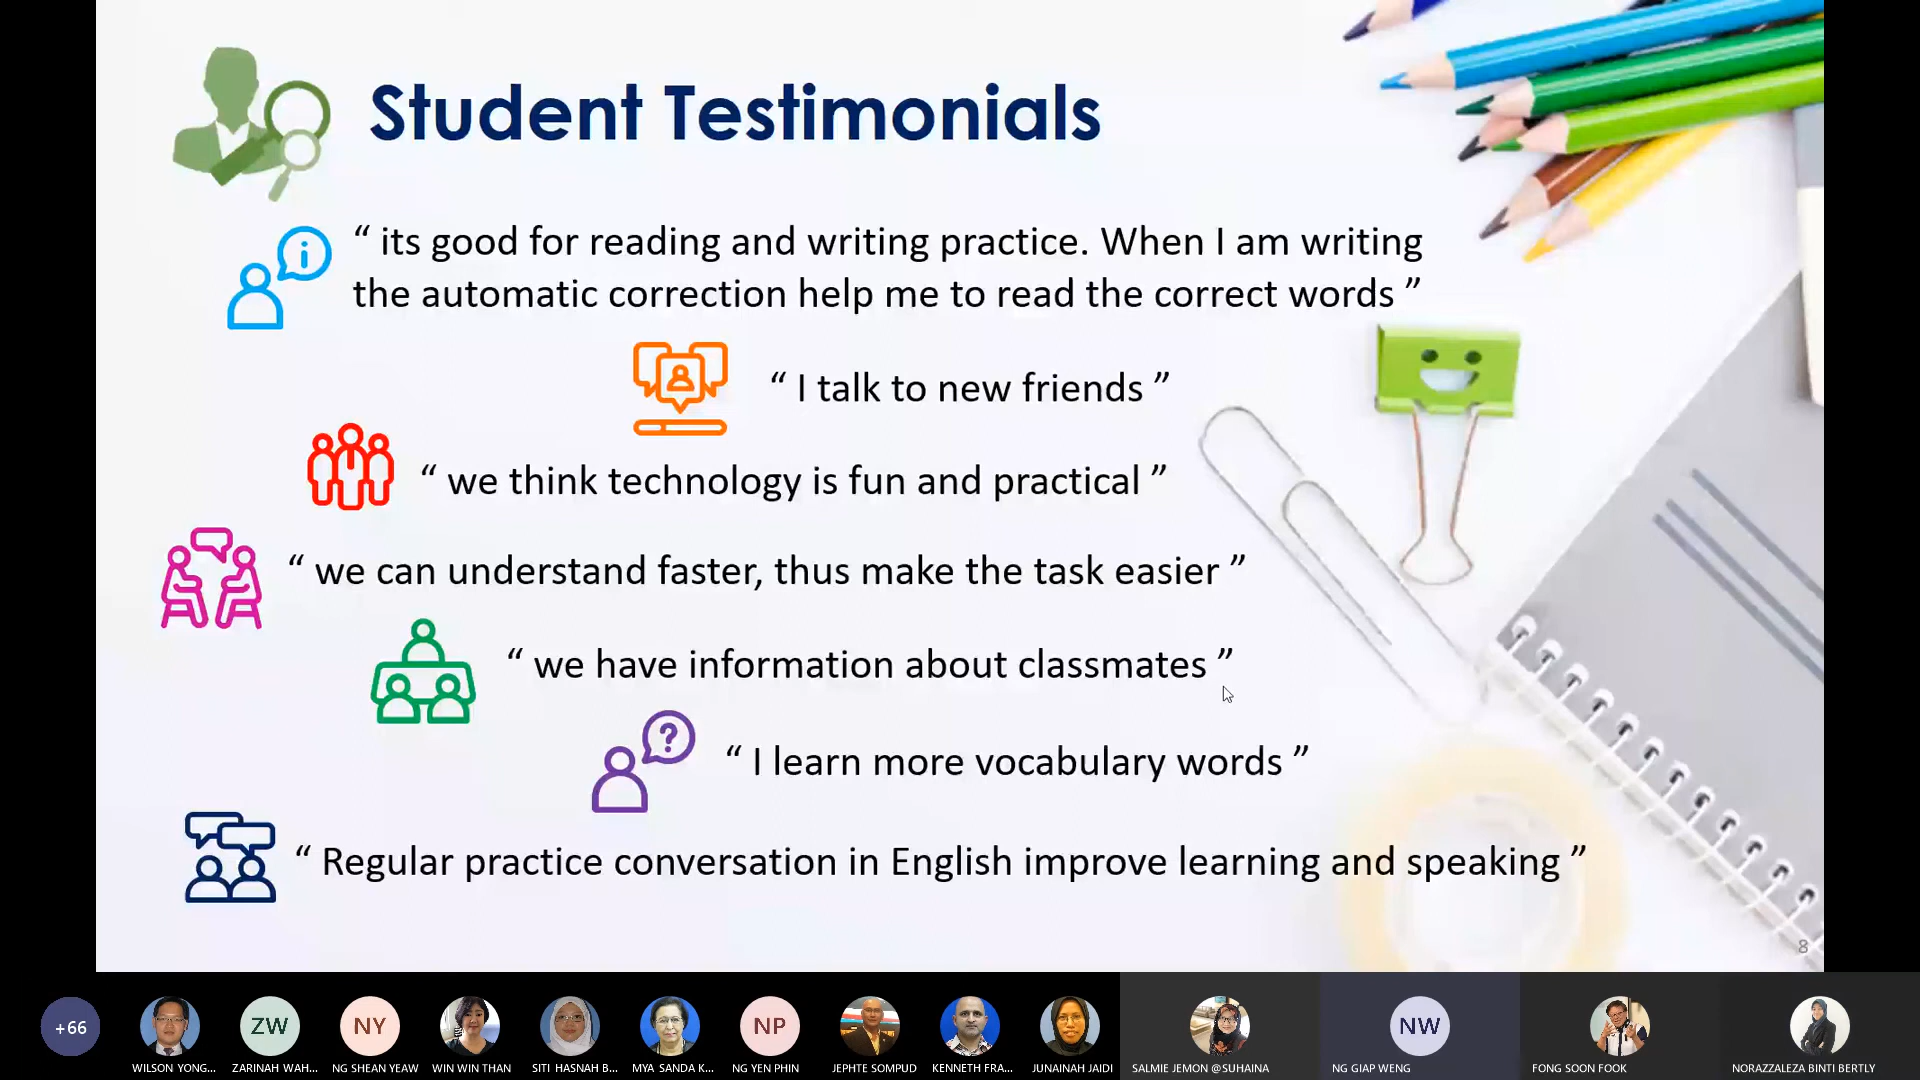 Student Testimonials
“ its good for reading and writing practice. When I am writing
the automatic correction help me to read the correct words ”
“ I talk to new friends ”
“ we think technology is fun and practical ”
“ we can understand faster, thus make the task easier ”
“ we have information about classmates ”
?
“ I learn more vocabulary words ”
“ Regular practice conversation in English improve learning and speaking ”
8
+66
ZW
NY
NP
NW
WILSON YONG...
ZARINAH WAH...
NG SHEAN YEAW
WIN WIN THAN
SITI HASNAH B...
MYA SANDA K...
NG YEN PHIN
JEPHTE SOMPUD
KENNETH FRA...
JUNAINAH JAIDI
SALMIE JEMON @SUHAINA
NG GIAP WENG
FONG SOON FOOK
NORAZZALEZA BINTI BERTLY